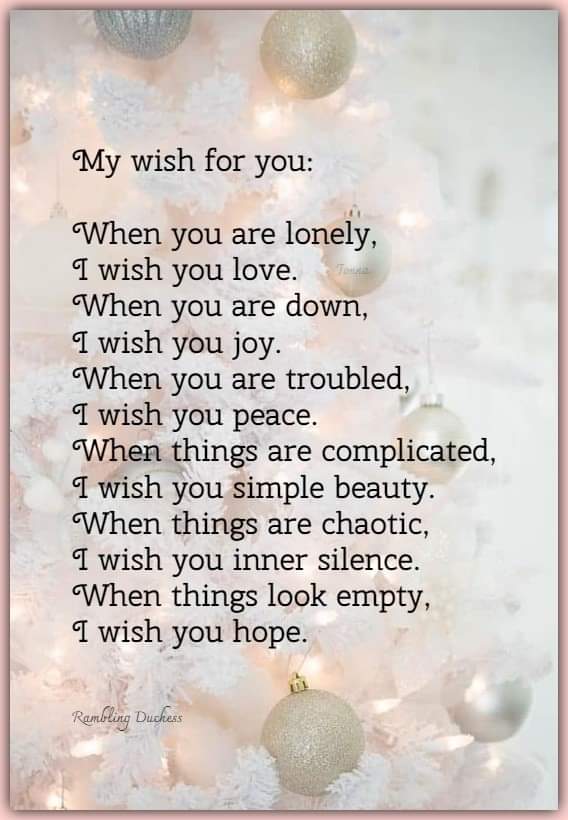 My wish for you:
When you are lonely,
I wish you love.
When you are down,
I wish you joy.
When you are troubled,
I wish you peace.
When things are complicated,
I wish you simple beauty.
When things are chaotic,
I wish you inner silence.
When things look empty,
I wish you hope.
Rambling Duchess